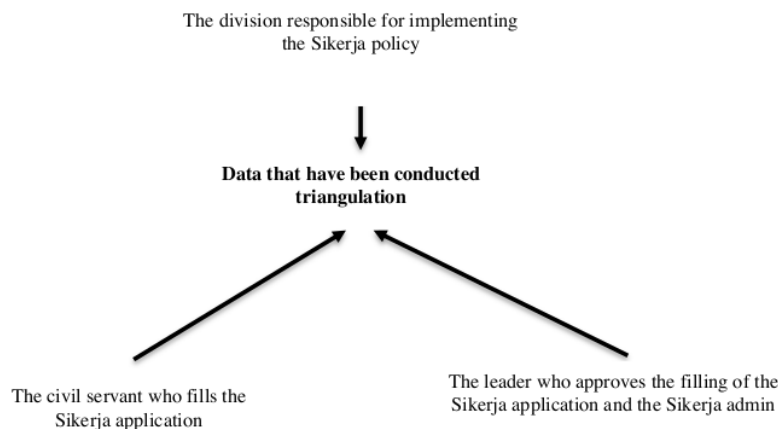 The division responsible for implementing
the Sikerja policy
Data that have been conducted
triangulation
The civil servant who fills the
Sikerja application
The leader who approves the filling of the
Sikerja application and the Sikerja admin